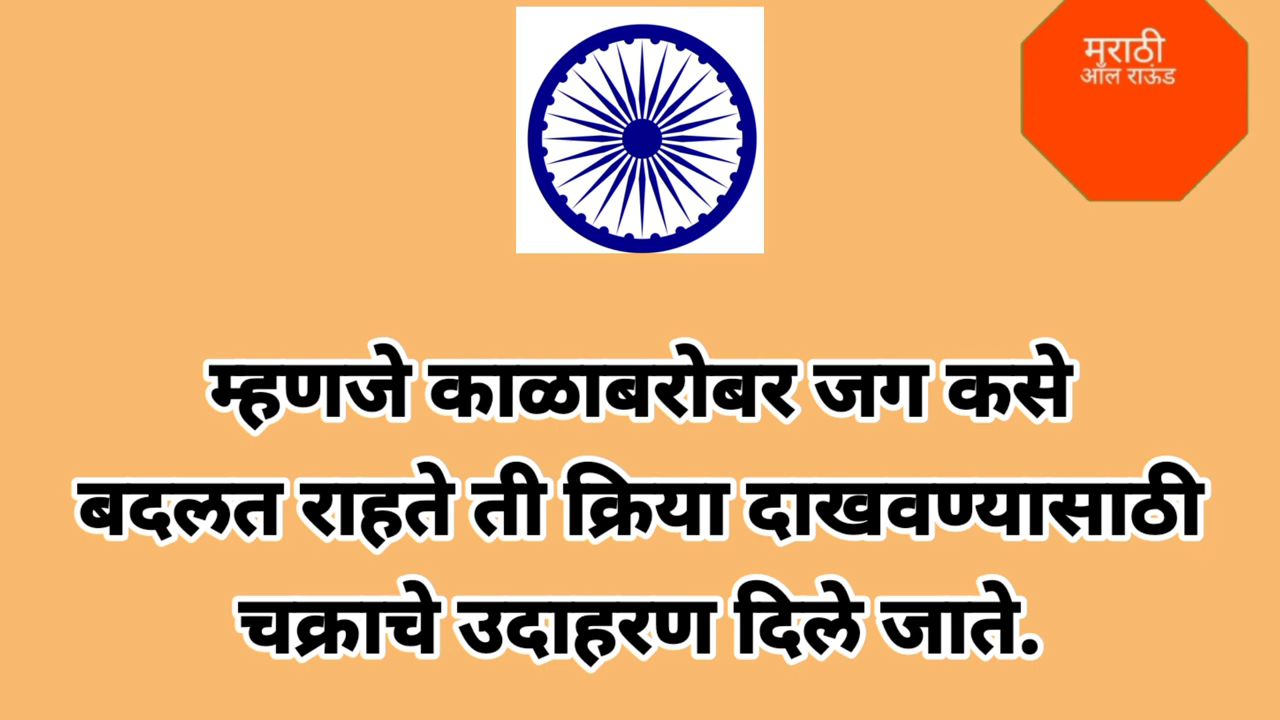 मराठी
ऑल राऊंड
म्हणजे काळाबरोबर जग कसे
बदलत राहते ती क्रिया दाखवण्यासाठी
चक्राचे उदाहरण दिले जाते.